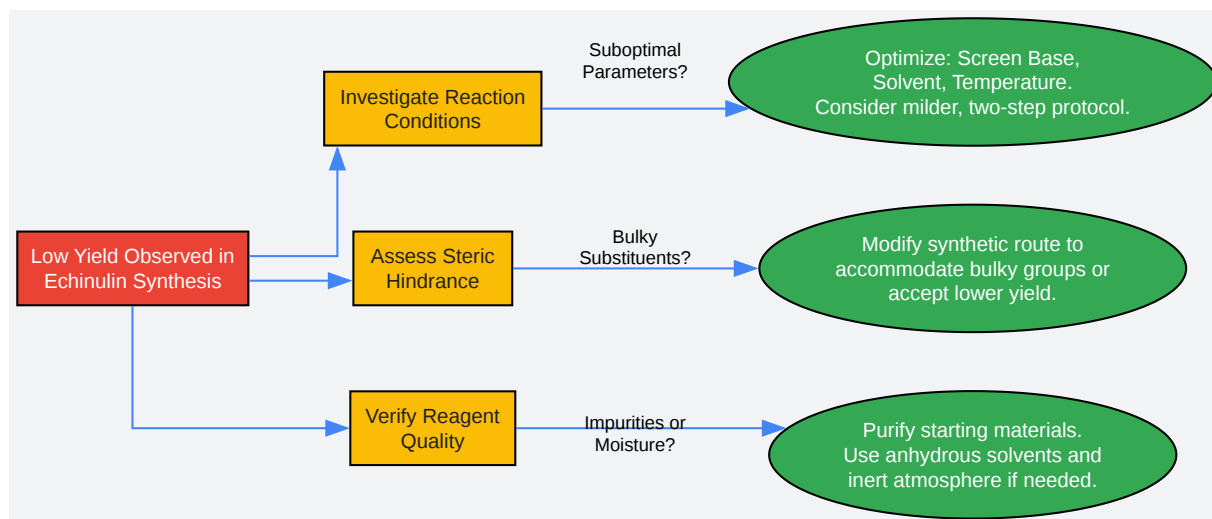 Suboptimal
Parameters?
Investigate Reaction
Conditions
Optimize: Screen Base,
Solvent, Temperature.
Consider milder, two-step protocol.
Low Yield Observed in
Echinulin Synthesis
Assess Steric
Hindrance
Bulky
Substituents?
Modify synthetic route to
accommodate bulky groups or
accept lower yield.
Verify Reagent
Quality
Impurities or
Moisture?
Purify starting materials.
Use anhydrous solvents and
inert atmosphere if needed.